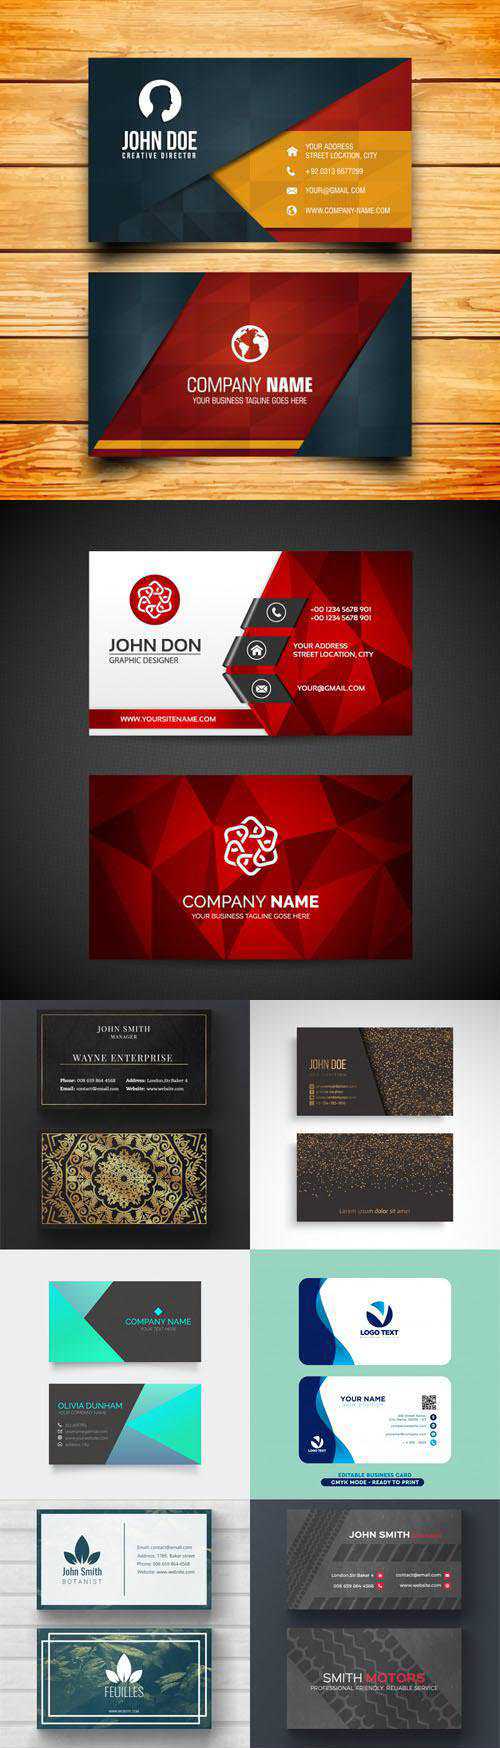 JOHN DOE
CREATIVE DIRECTOR
YOUR ADDRESS
STREET LOCATION, CITY
+92 0313 6677299
YOUR@GMAIL.COM
WWW.COMPANY-NAME.COM
COMPANY NAME
YOUR BUSINESS TAGLINE GOES HERE
JOHN DON
GRAPHIC DESIGNER
WWW.YOURSITENAME.COM
+00 1234 5678 901
+00 1234 5678 901
YOUR ADDRESS
STREET LOCATION, CITY
YOUR@GMAIL.COM
COMPANY NAME
YOUR BUSINESS TAGLINE GOSE HERE
JOHN SMITH
MANAGER
WAYNE ENTERPRISE
Phone: 008 659 864 4568 Address: London,Str.Baker 4
Email: contact@email.com Website: www.website.com
JOHN DOE
Lorem ipsum dolor sit amet
COMPANY NAME
YOUR TEXT HERE
OLIVIA DUNHAM
YOUR COMPANY NAME
LOGO TEXT
YOUR NAME
LOGO TEXT
EDITABLE BUSINESS CARD
CMYK MODE - READY TO PRINT
John Smith
BOTANIST
Email: contact@email.com
Address: 1198, Baker street
Phone: 008 659 864 4568
Website: www.website.com
FEUILLES
JOHN SMITH
London,Str.Baker 4 contact@email.com
008 659 864 4568 www.website.com
SMITH MOTORS
PROFESSIONAL, FRIENDLY, RELIABLE SERVICE